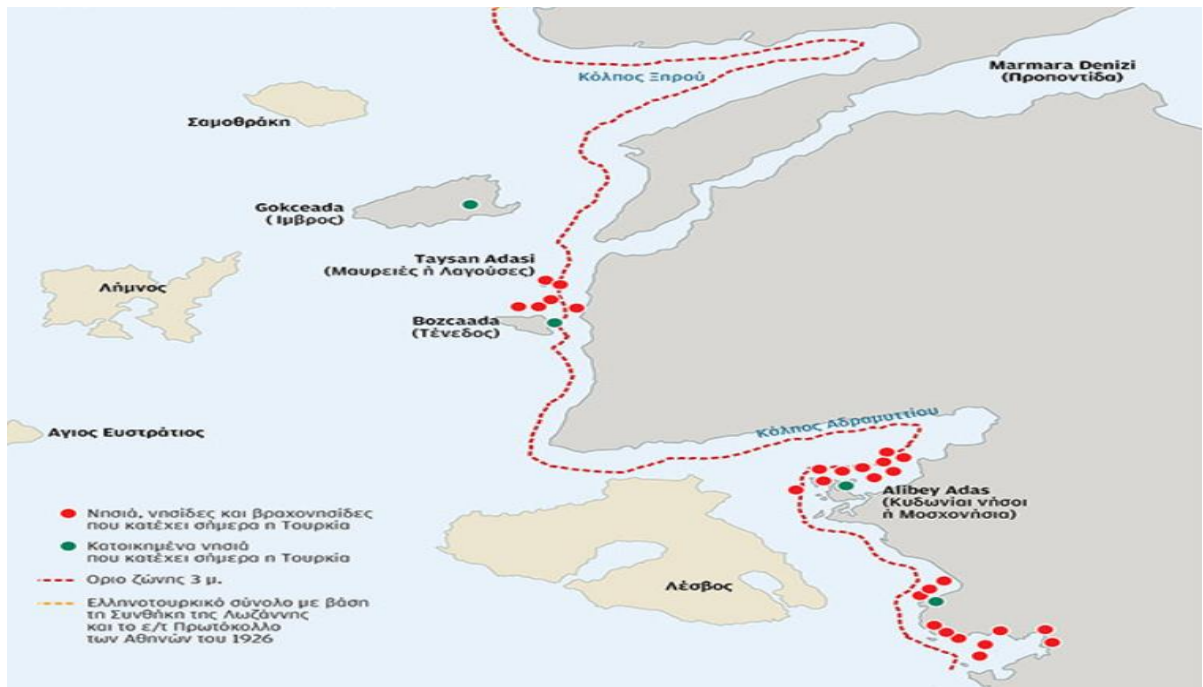 Κόλπος Ξηρού
Marmara Denizi
(Προποντίδα)
Σαμοθράκη
Gokceada
( Ιμβρος)
Taysan Adasi
(Μαυρειές ή Λαγούσες)
Λήμνος
Bozcaada
(Τένεδος)
Κόλπος Αδραμυττίου
Αγιος Ευστράτιος
Alibey Adas
(Κυδωνίαι νήσοι
ή Μοσχονήσια)
Λέσβος
Νησιά, νησίδες και βραχονησίδες
που κατέχει σήμερα η Τουρκία
Κατοικημένα νησιά
που κατέχει σήμερα η Τουρκία
Οριο ζώνης 3 μ.
Ελληνοτουρκικό σύνολο με βάση
τη Συνθήκη της Λωζάννης
και το ε/τ Πρωτόκολλο
των Αθηνών του 1926